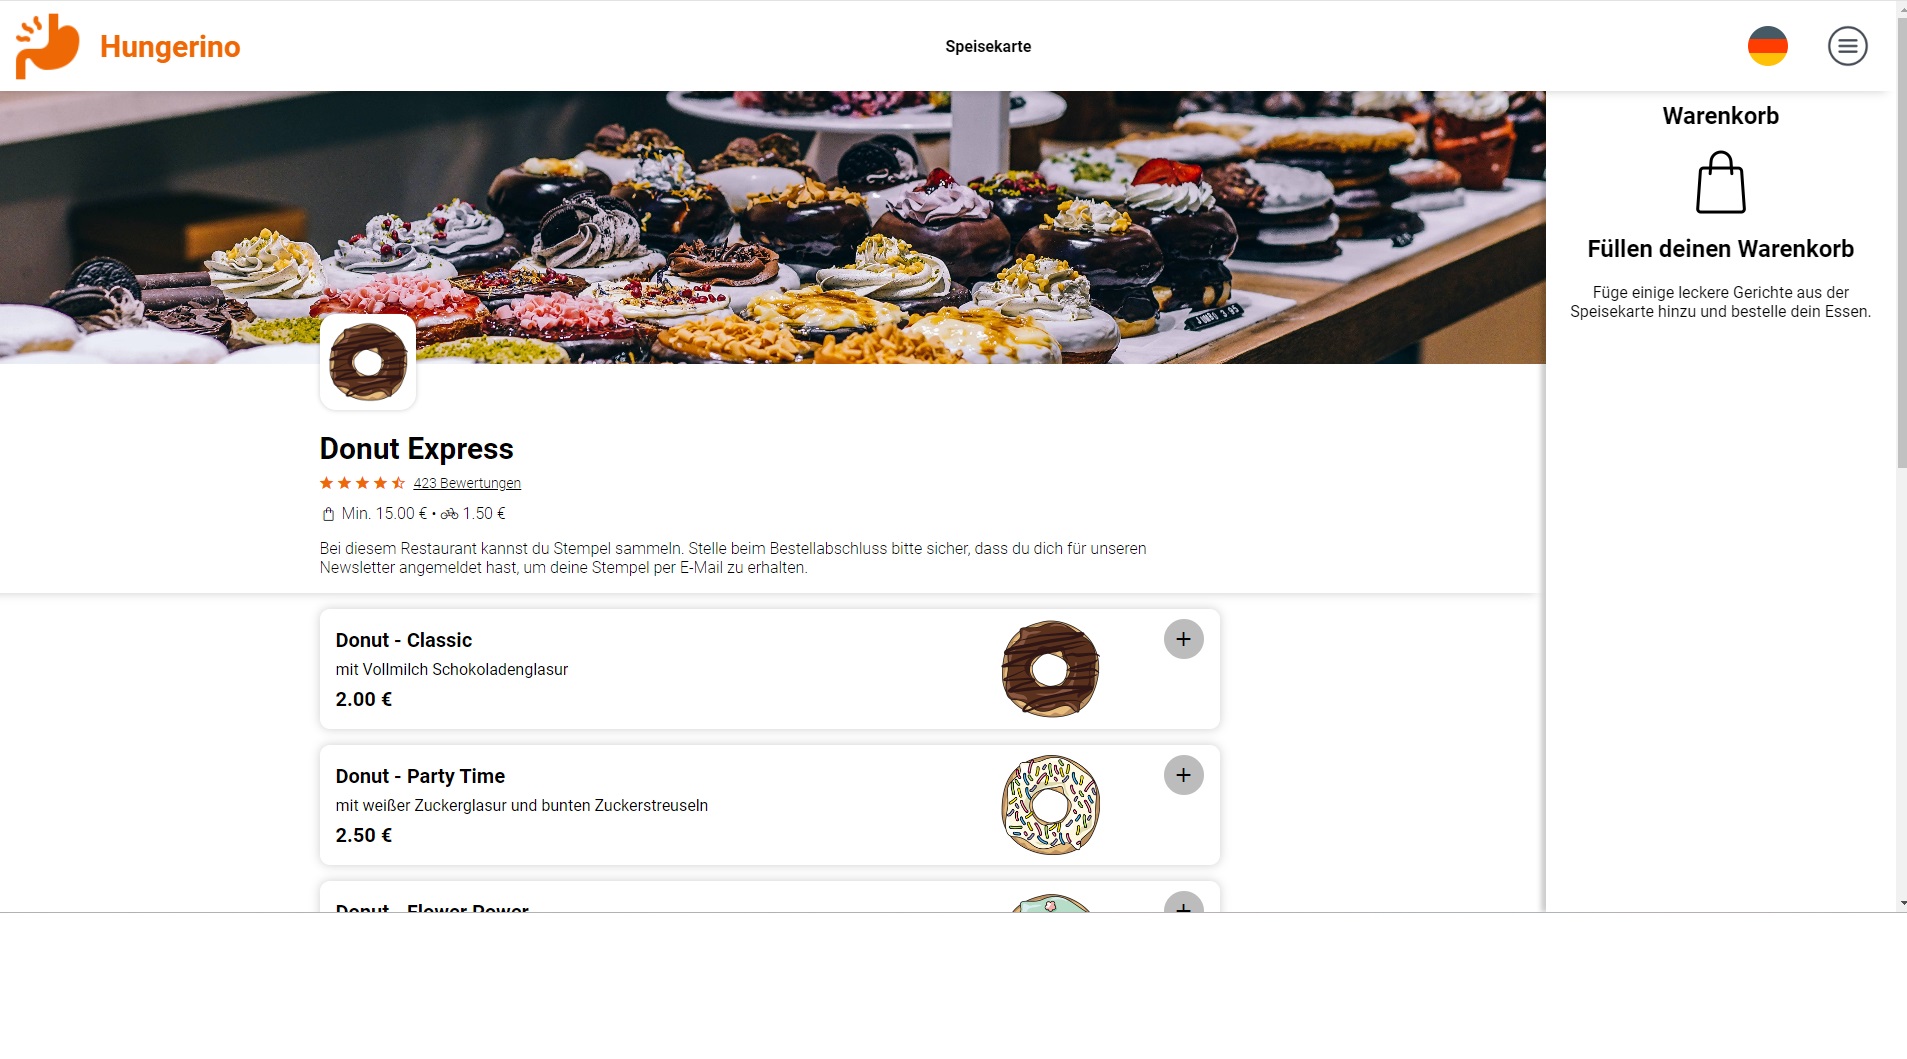 Hungerino
Speisekarte
Warenkorb
Füllen deinen Warenkorb
Füge einige leckere Gerichte aus der
Speisekarte hinzu und bestelle dein Essen.
JUMBO 3.95
Donut Express
423 Bewertungen
Min. 15.00 € • 1.50 €
Bei diesem Restaurant kannst du Stempel sammeln. Stelle beim Bestellabschluss bitte sicher, dass du dich für unseren
Newsletter angemeldet hast, um deine Stempel per E-Mail zu erhalten.
Donut - Classic
mit Vollmilch Schokoladenglasur
2.00 €
Donut - Party Time
mit weißer Zuckerglasur und bunten Zuckerstreuseln
2.50 €
Donut - Flower Power